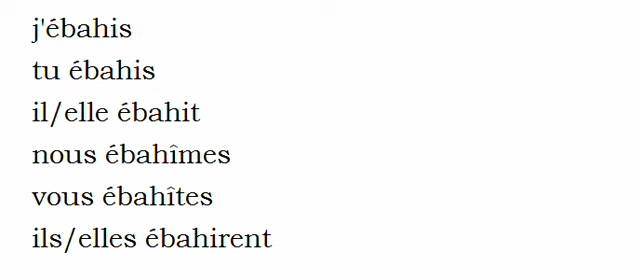 j'ébahis
tu ébahis
il/elle ébahit
nous ébahîmes
vous ébahîtes
ils/elles ébahirent